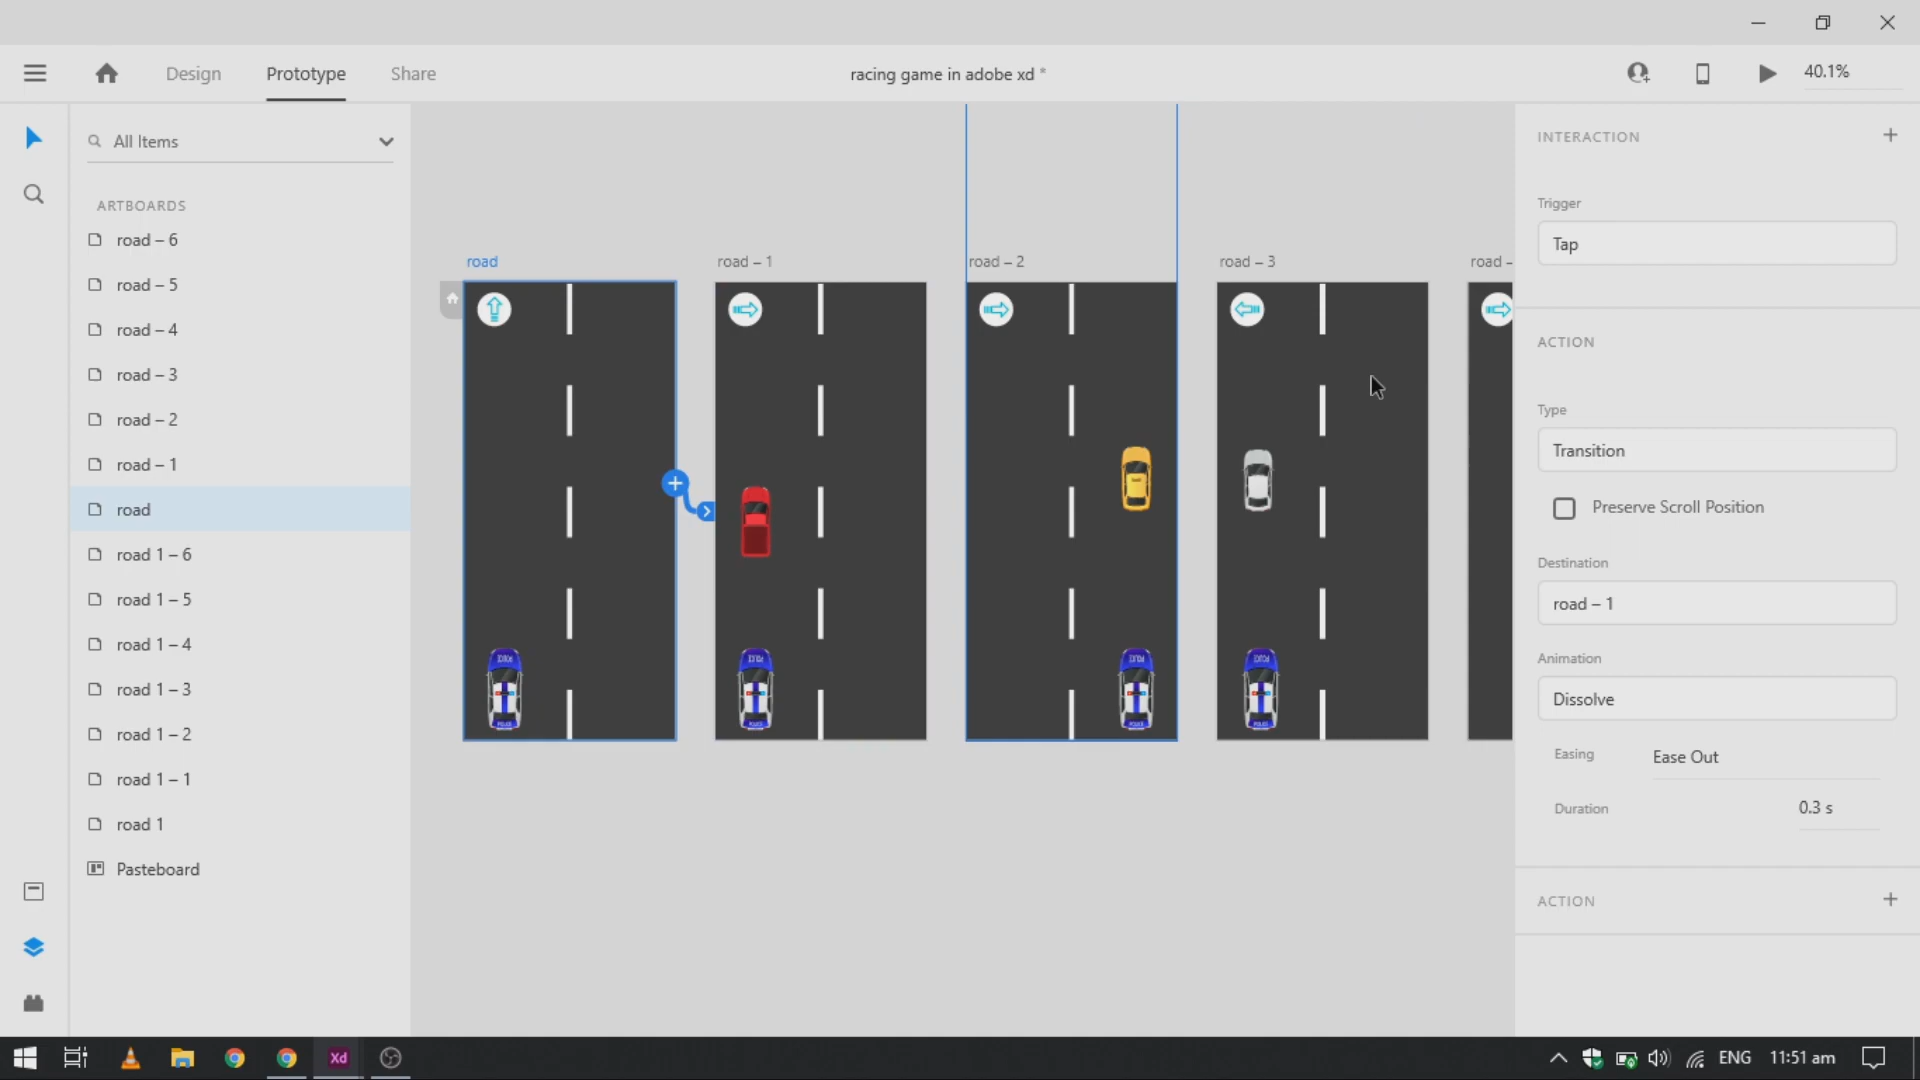 Design
Prototype
Share
racing game in adobe xd *
40.1%
All Items
ARTBOARDS
road – 6
road – 5
road – 4
road – 3
road – 2
road – 1
road
road 1 – 6
road 1 – 5
road 1 – 4
road 1 – 3
road 1 – 2
road 1 – 1
road 1
Pasteboard
road
road – 1
road – 2
road – 3
road –
INTERACTION
Trigger
Tap
ACTION
Type
Transition
Preserve Scroll Position
Destination
road – 1
Animation
Dissolve
Easing
Ease Out
Duration
0.3 s
ACTION
Xd
ENG
11:51 am